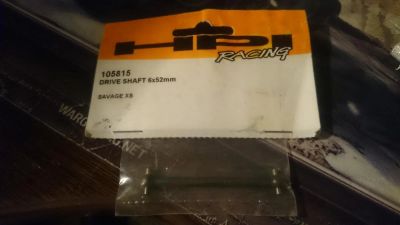 HPI
RACING
105815
DRIVE SHAFT 6x52mm
SAVAGE XS